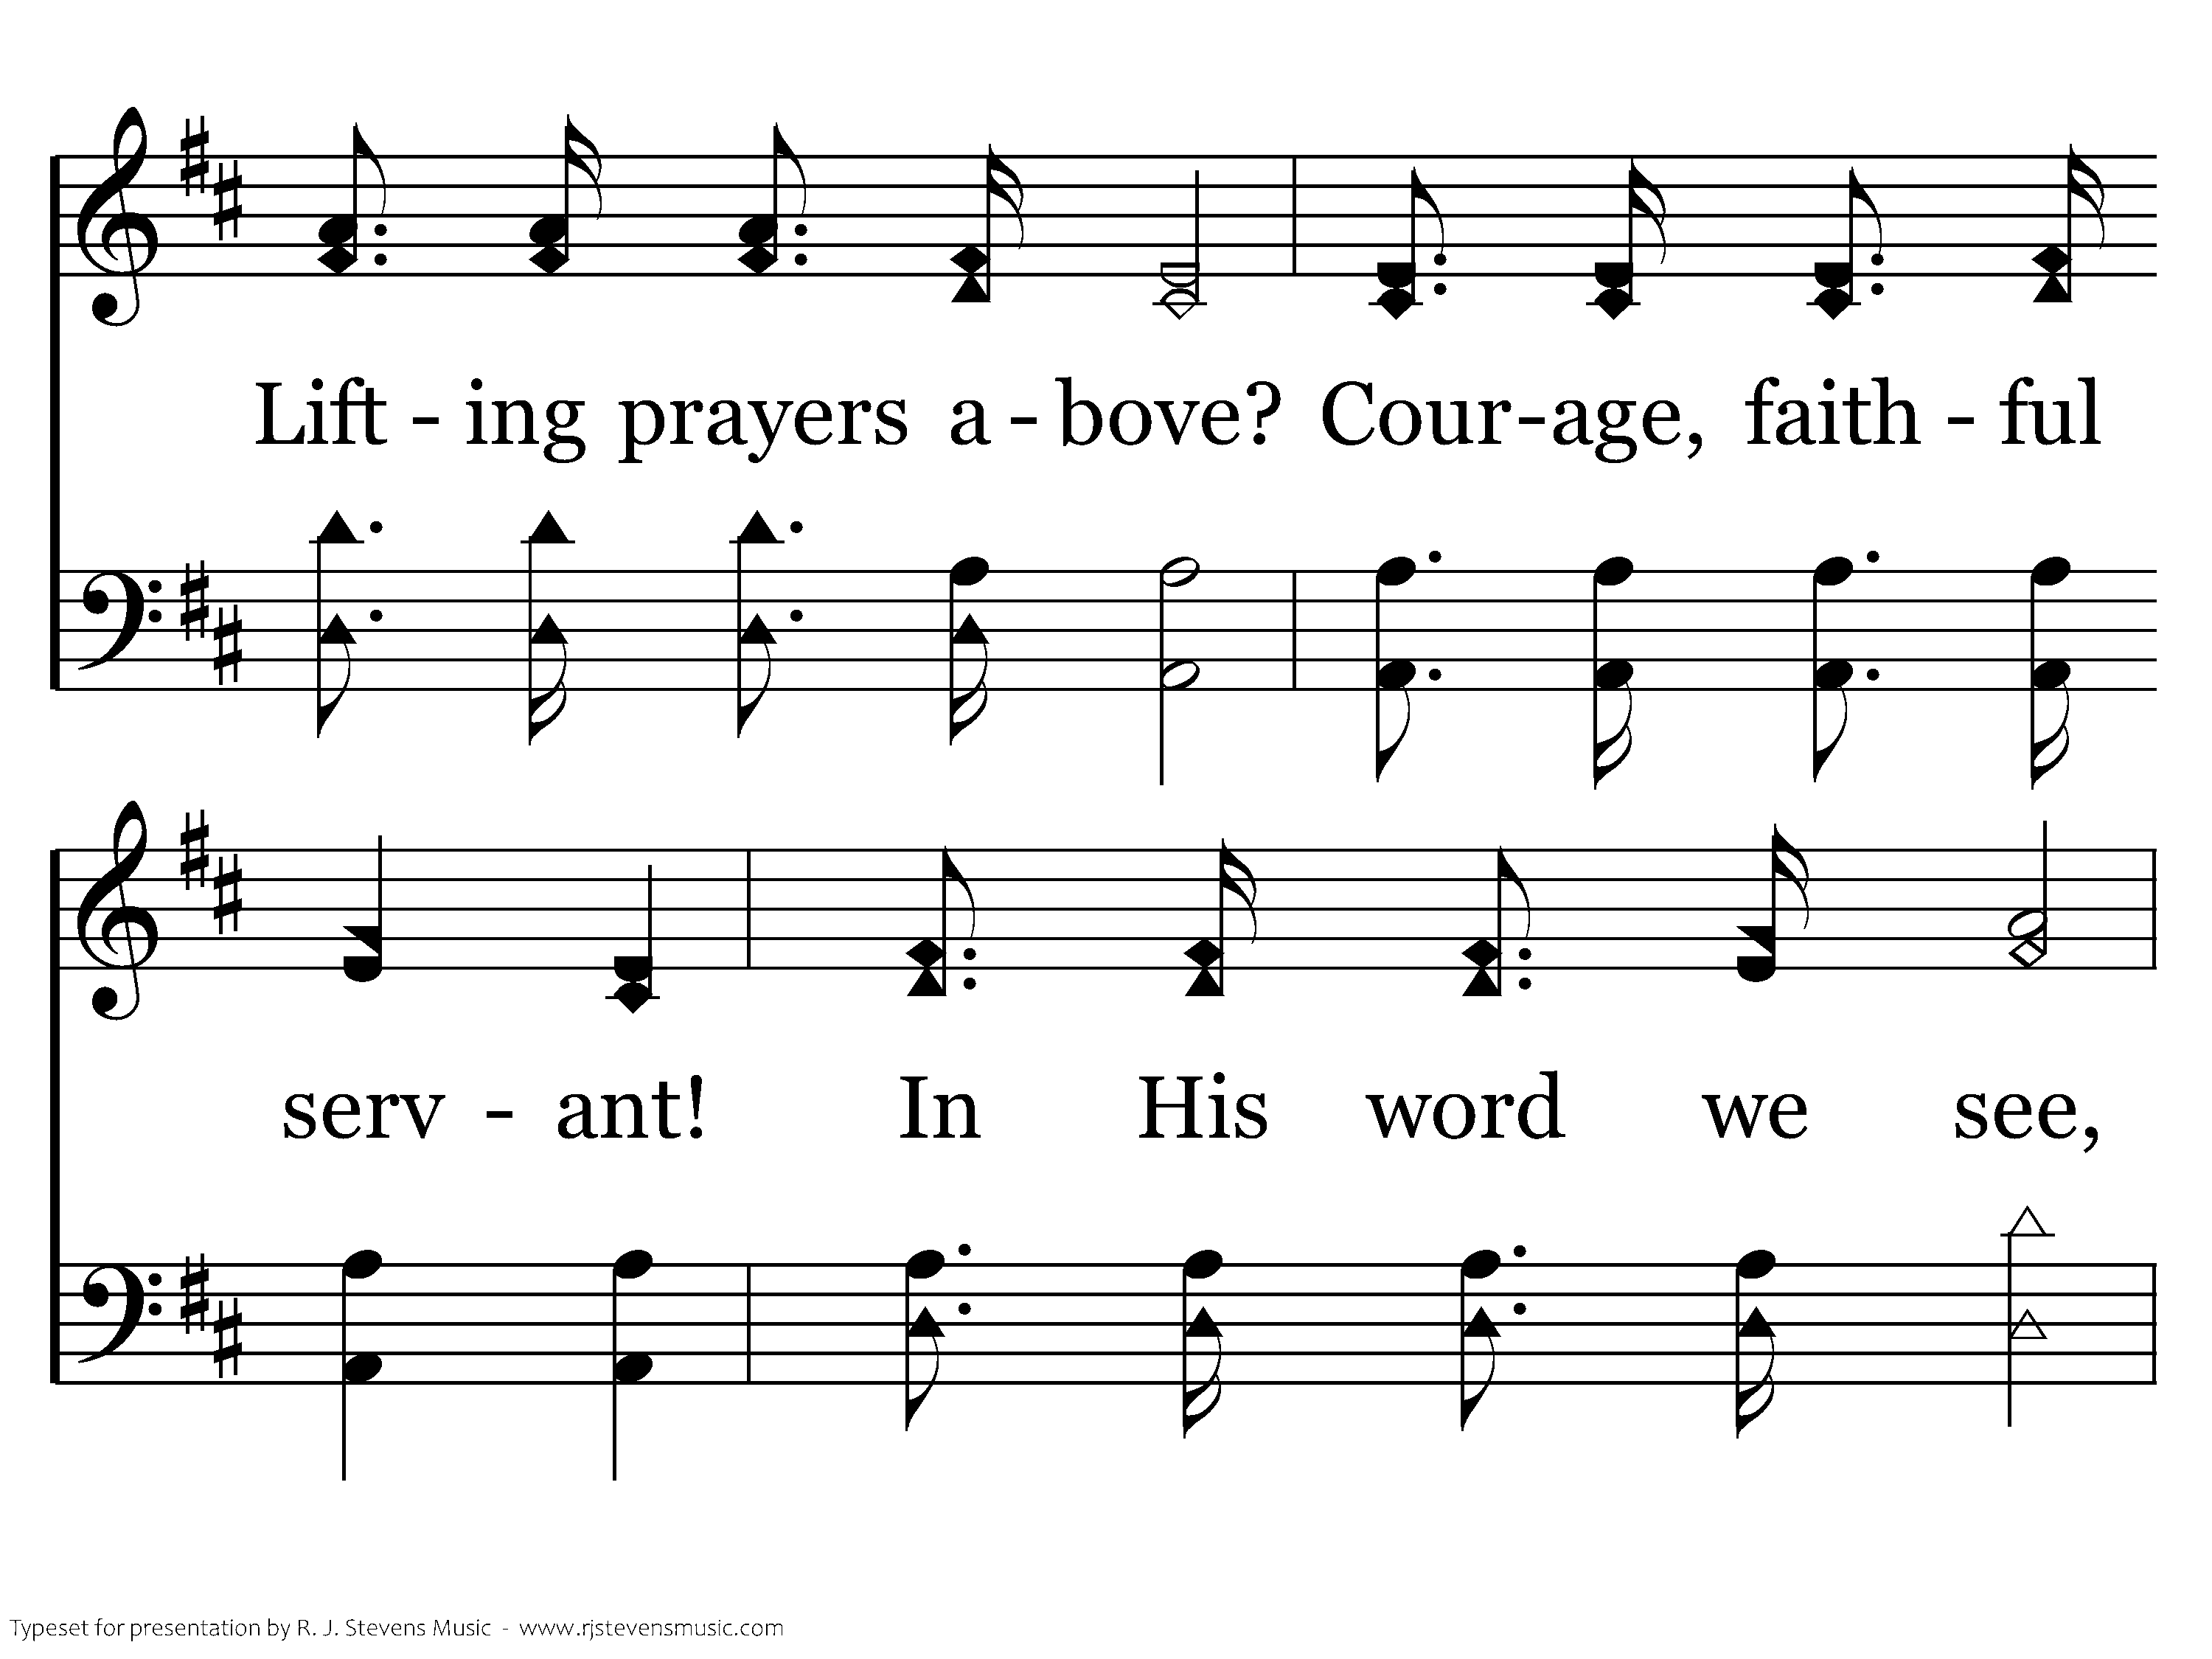 Lift - ing prayers a - bove? Cour-age, faith - ful
serv - ant! In His word we see,
Typeset for presentation by R. J. Stevens Music - www.rjstevensmusic.com